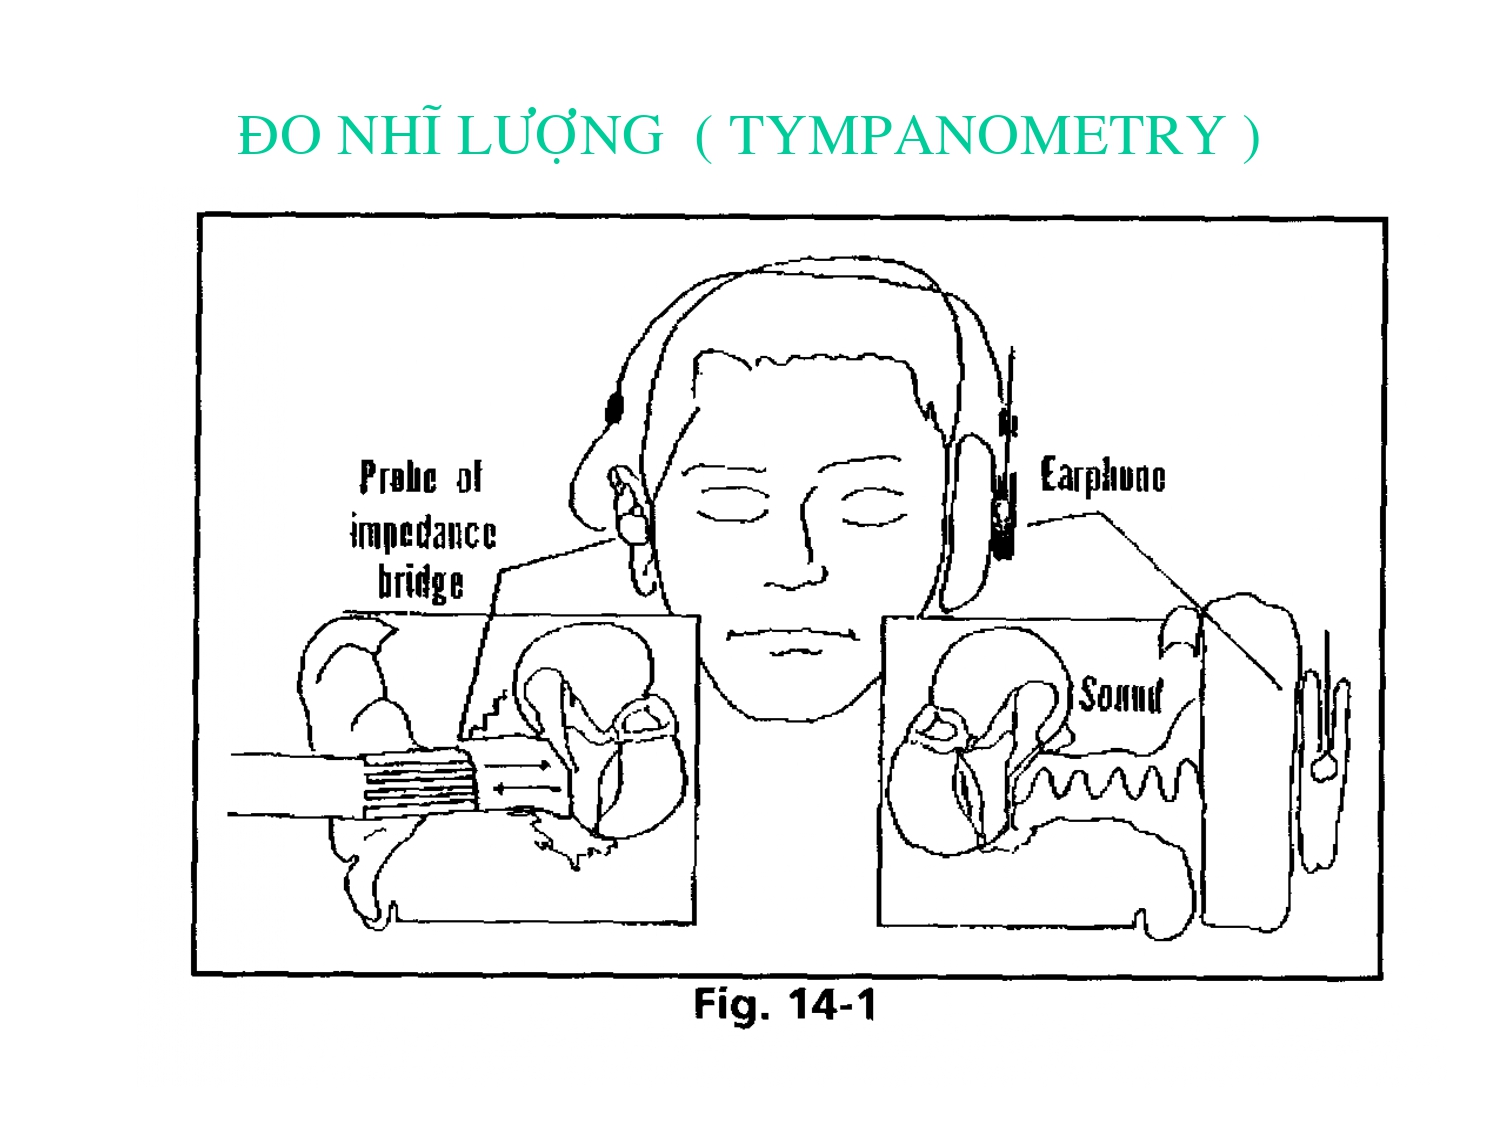 ĐO NHĨ LƯỢNG ( TYMPANOMETRY )
Probe of
impedance
bridge
Earphone
Sound
Fig. 14-1